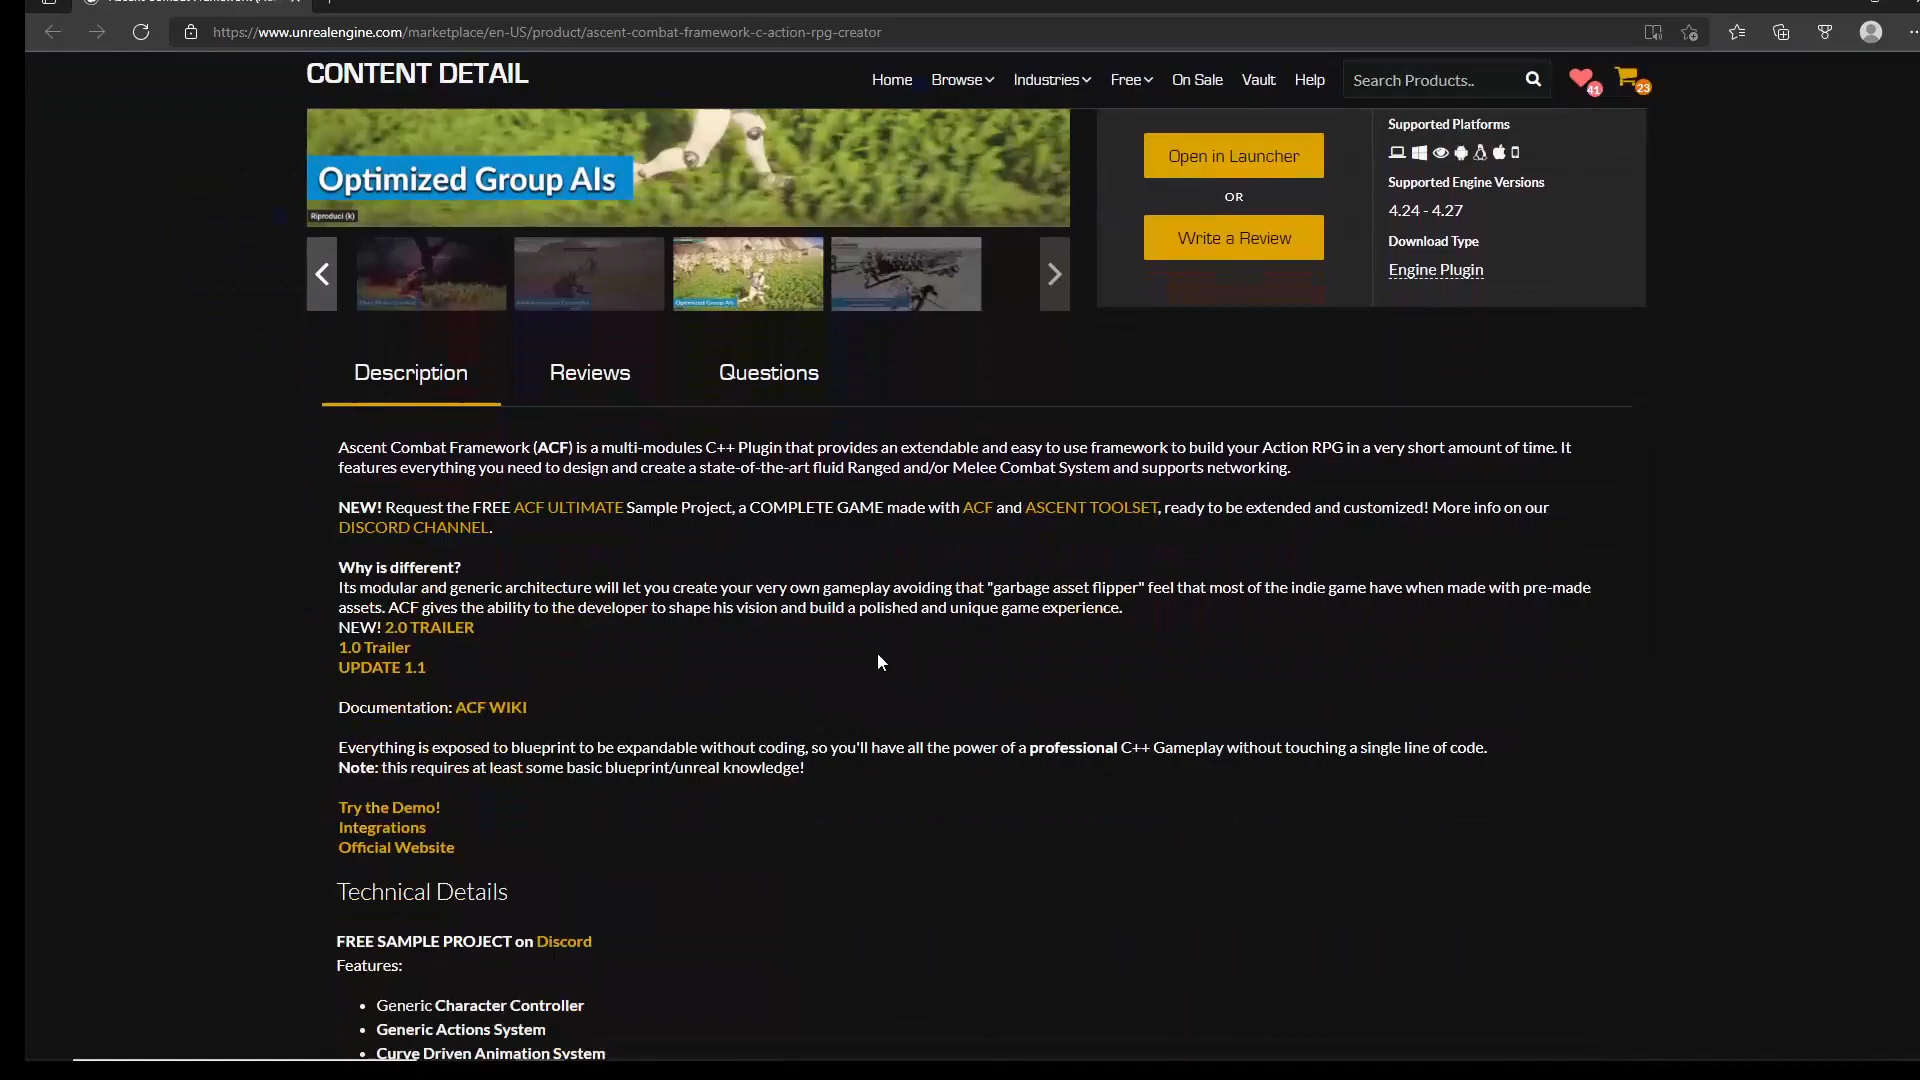 https://www.unrealengine.com/marketplace/en-US/product/ascent-combat-framework-c-action-rpg-creator
CONTENT DETAIL
Home Browse Industries Free On Sale Vault Help Search Products.. 41 23
Optimized Group AIs
Riproduci (k)
Optimized Group AIs
Open in Launcher
OR
Write a Review
Supported Platforms
Supported Engine Versions
4.24 - 4.27
Download Type
Engine Plugin
Description Reviews Questions
Ascent Combat Framework (ACF) is a multi-modules C++ Plugin that provides an extendable and easy to use framework to build your Action RPG in a very short amount of time. It
features everything you need to design and create a state-of-the-art fluid Ranged and/or Melee Combat System and supports networking.
NEW! Request the FREE ACF ULTIMATE Sample Project, a COMPLETE GAME made with ACF and ASCENT TOOLSET, ready to be extended and customized! More info on our
DISCORD CHANNEL.
Why is different?
Its modular and generic architecture will let you create your very own gameplay avoiding that "garbage asset flipper" feel that most of the indie game have when made with pre-made
assets. ACF gives the ability to the developer to shape his vision and build a polished and unique game experience.
NEW! 2.0 TRAILER
1.0 Trailer
UPDATE 1.1
Documentation: ACF WIKI
Everything is exposed to blueprint to be expandable without coding, so you'll have all the power of a professional C++ Gameplay without touching a single line of code.
Note: this requires at least some basic blueprint/unreal knowledge!
Try the Demo!
Integrations
Official Website
Technical Details
FREE SAMPLE PROJECT on Discord
Features:
• Generic Character Controller
• Generic Actions System
• Curve Driven Animation System